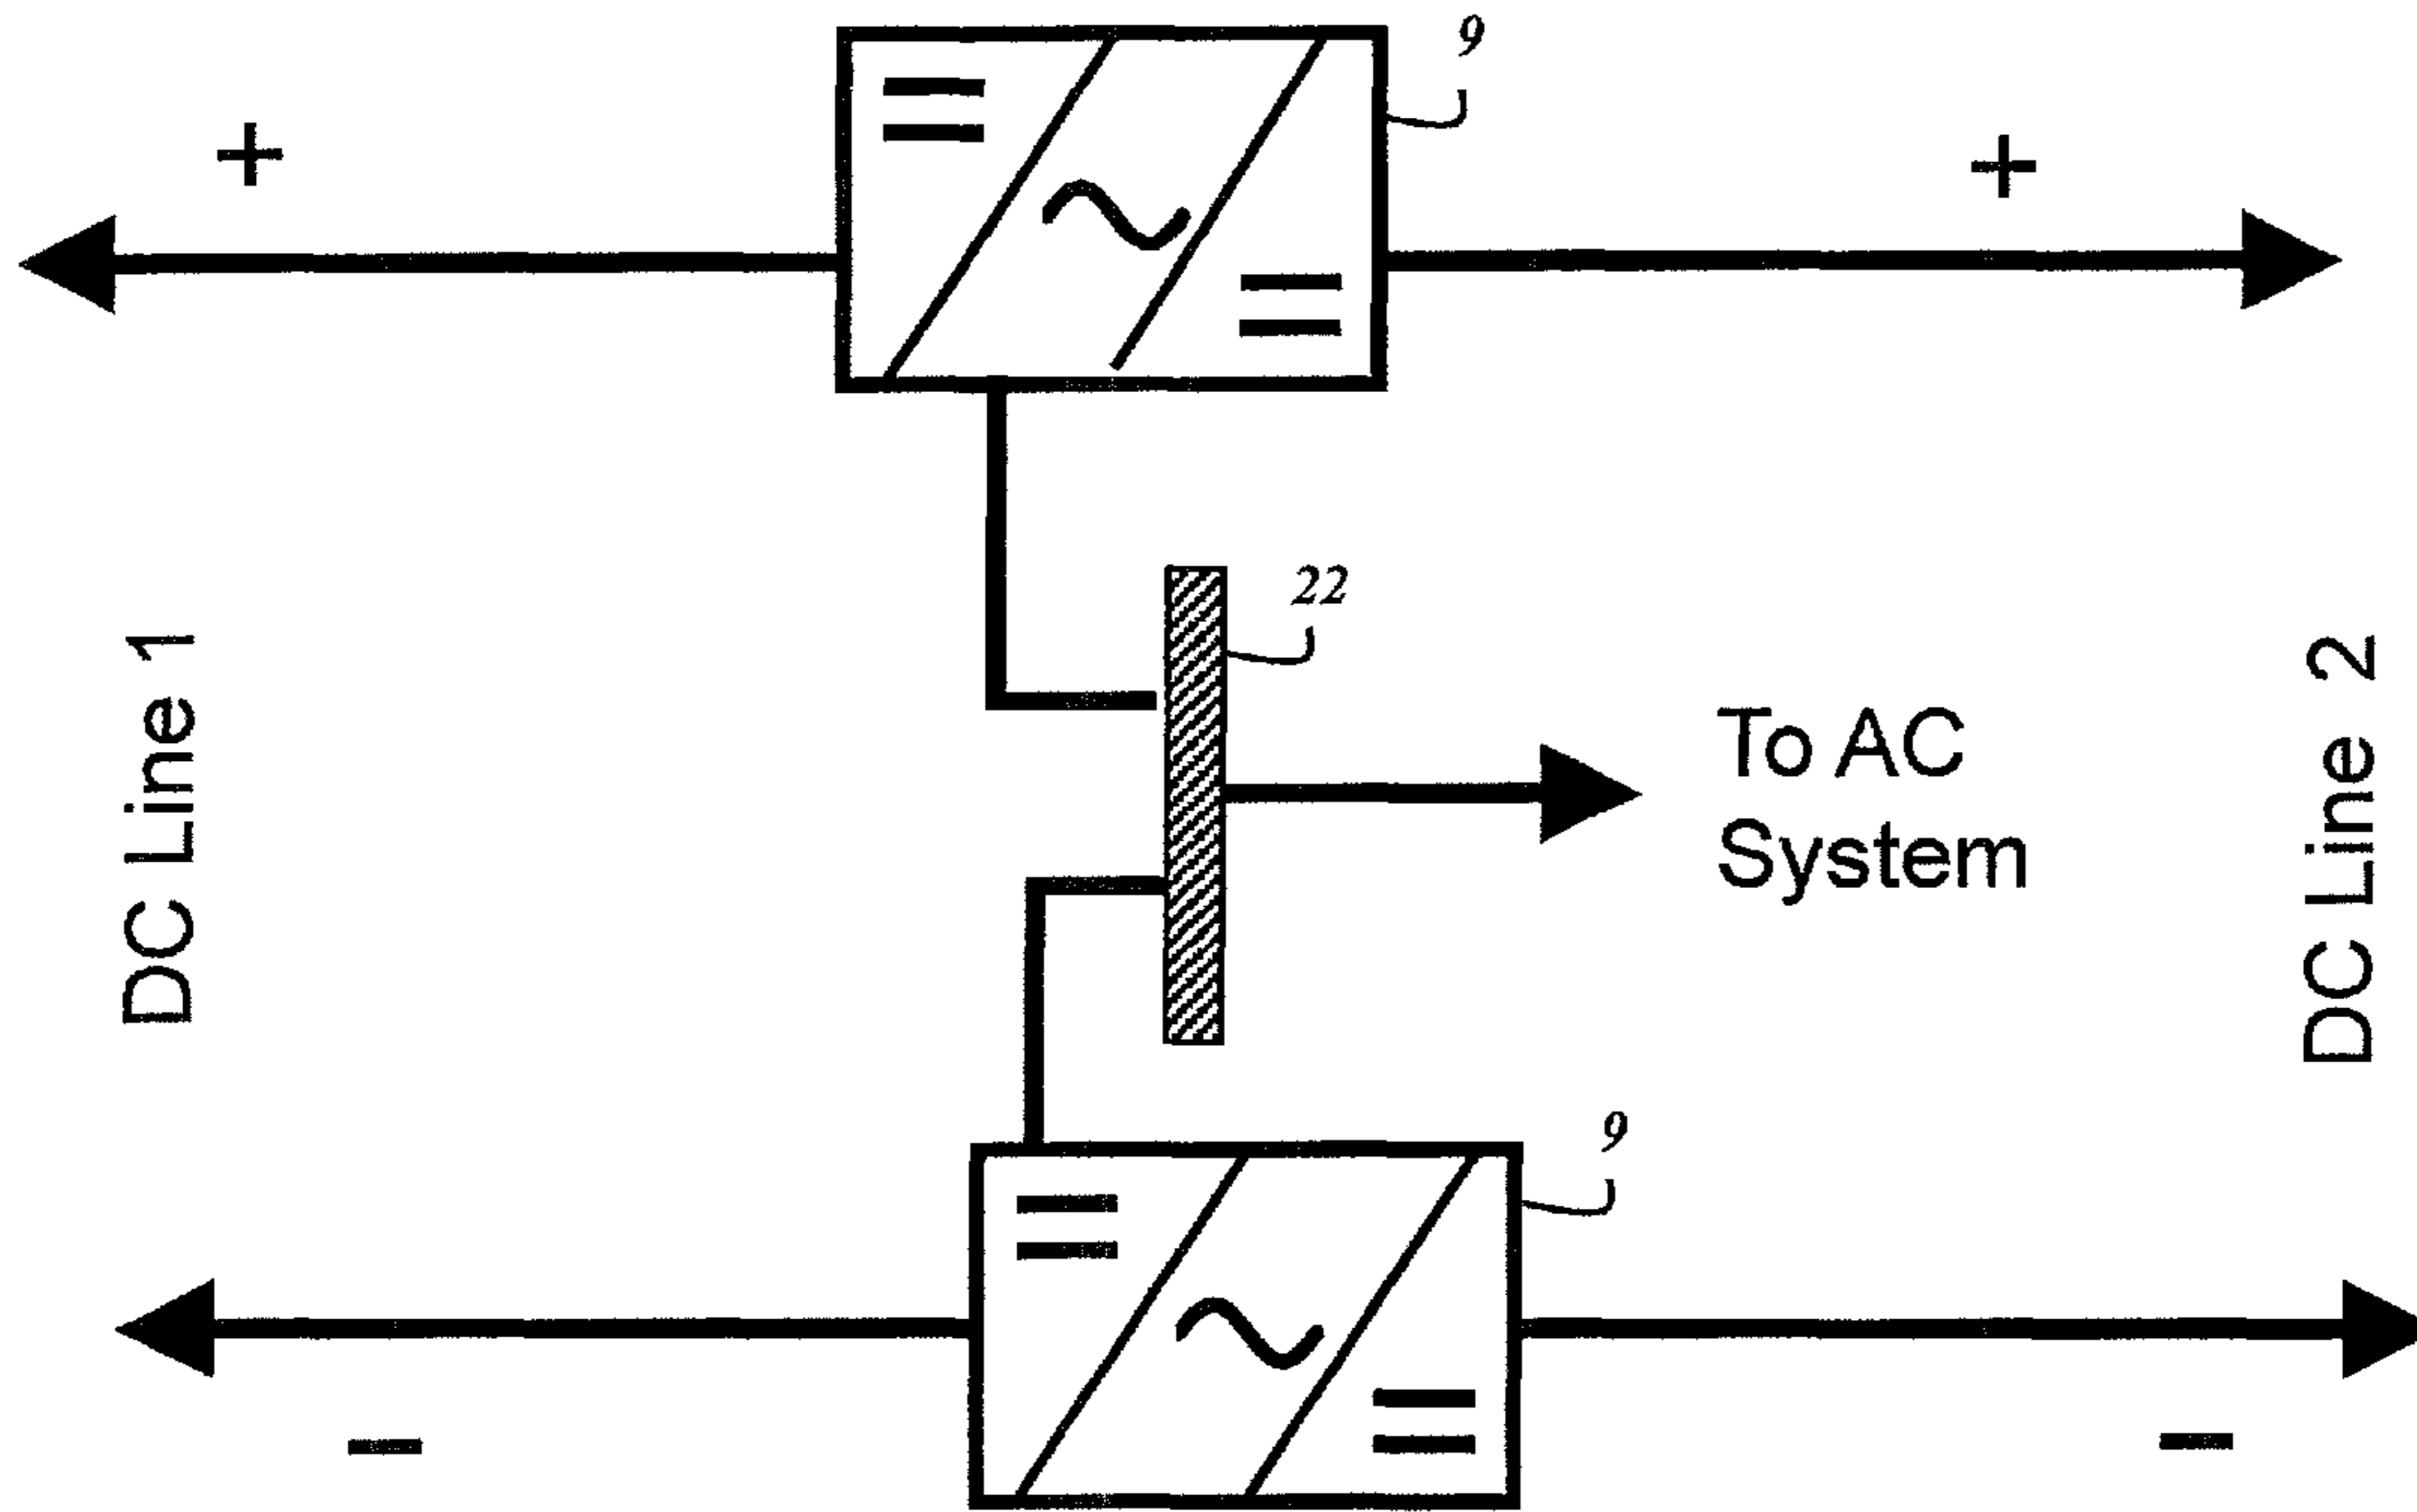 9
+
+
22
DC Line 1
To AC
System
DC Line 2
9
−
−